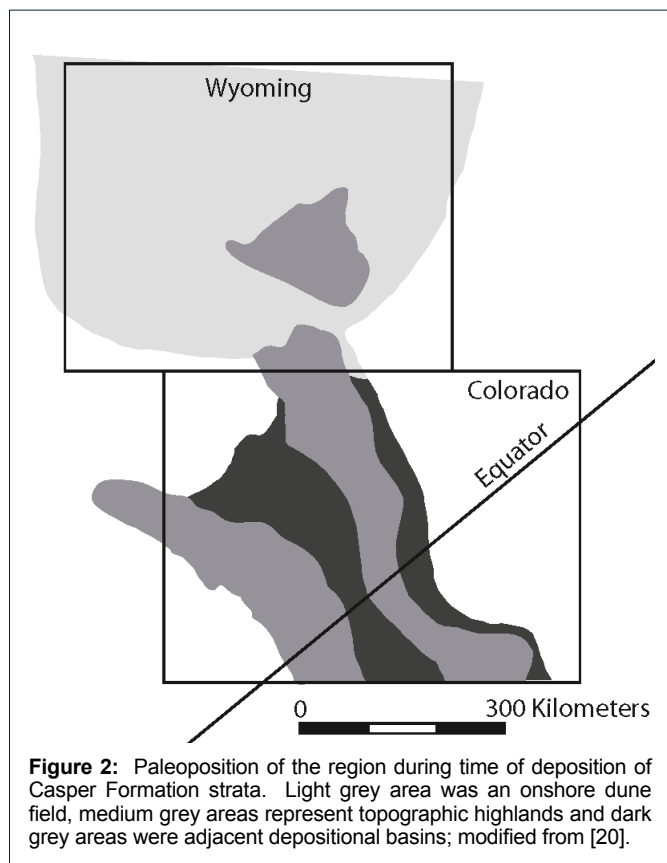 Wyoming
Colorado
Equator
0 300 Kilometers
Figure 2: Paleoposition of the region during time of deposition of
Casper Formation strata. Light grey area was an onshore dune
field, medium grey areas represent topographic highlands and dark
grey areas were adjacent depositional basins; modified from [20].